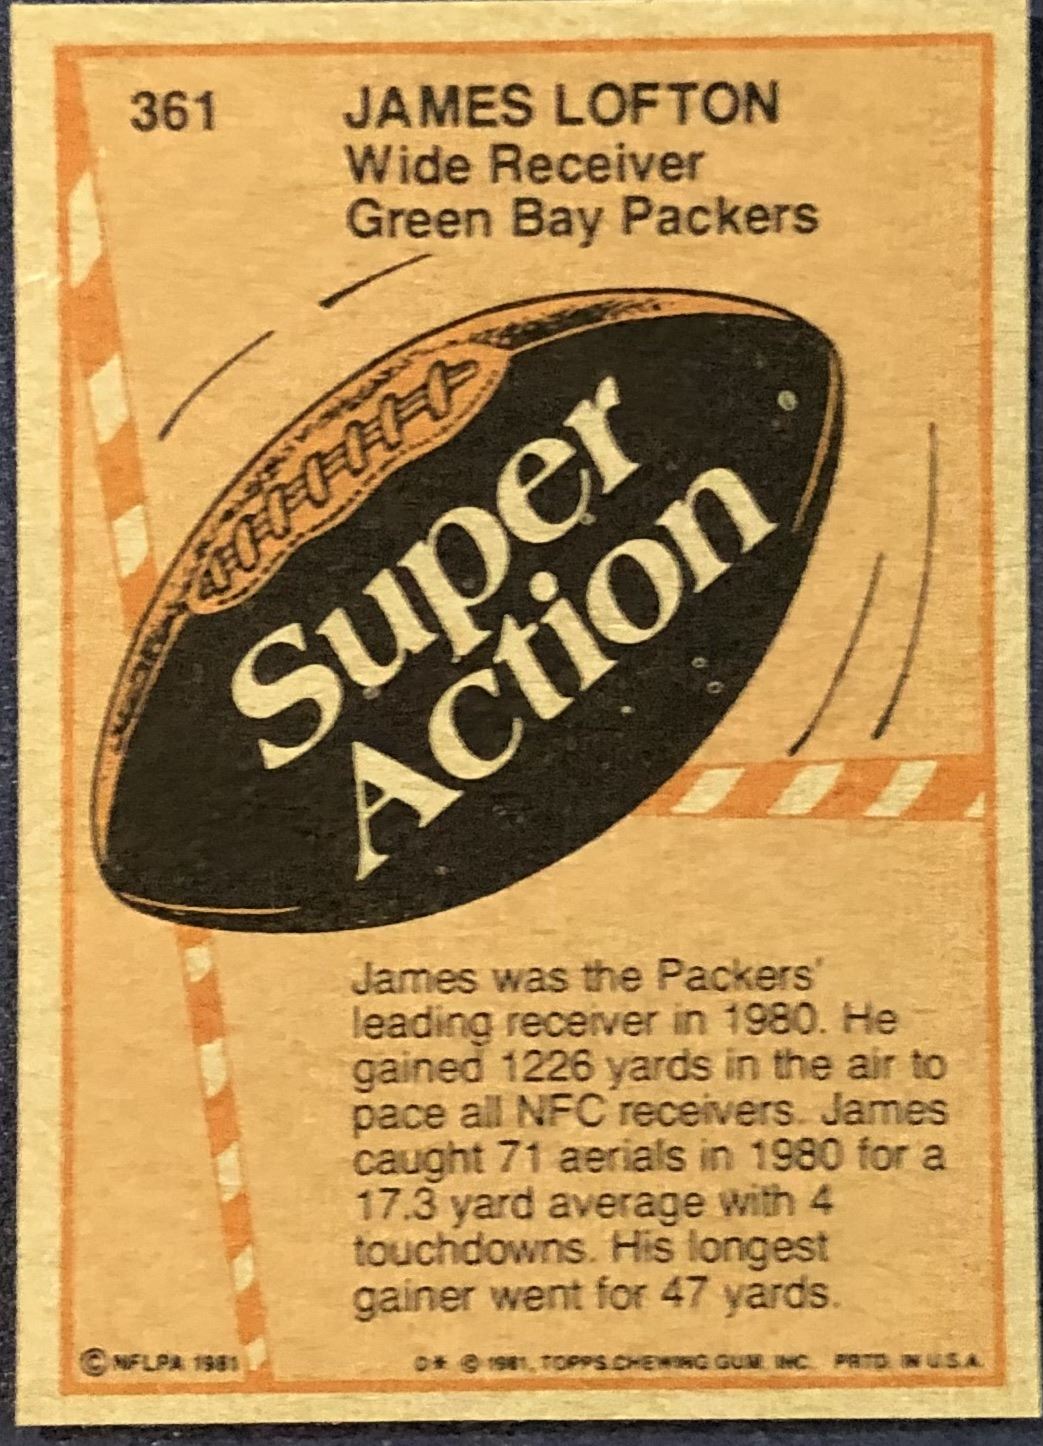 361
JAMES LOFTON
Wide Receiver
Green Bay Packers
Super
Action
James was the Packers'
leading receiver in 1980. He
gained 1226 yards in the air to
pace all NFC receivers. James
caught 71 aerials in 1980 for a
17.3 yard average with 4
touchdowns. His longest
gainer went for 47 yards.
© NFLPA 1981
D* © 1981, TOPPS CHEWING GUM, INC. PRTD. IN U.S.A.